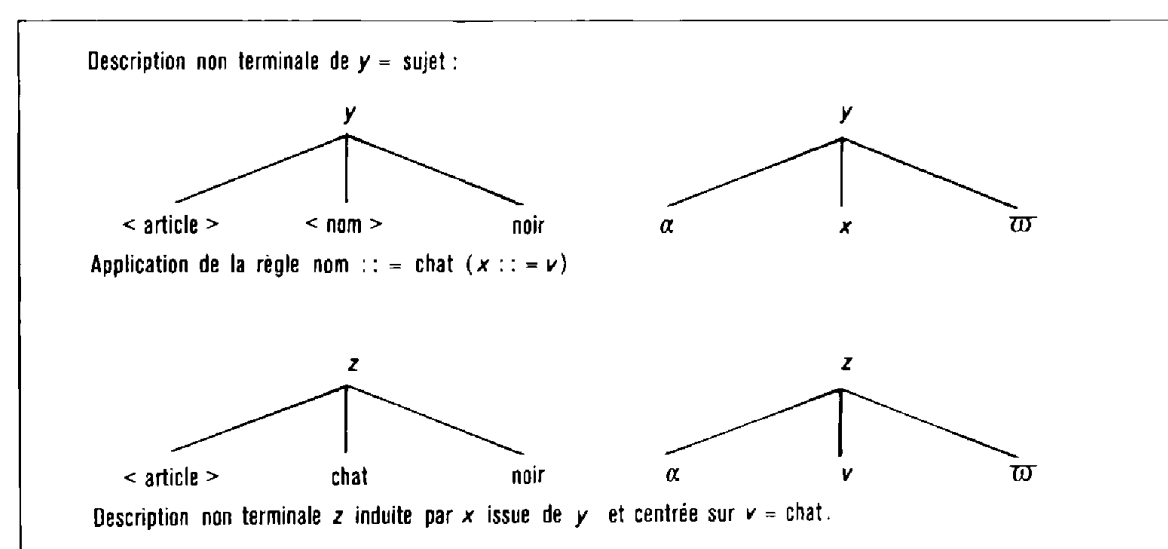 Description non terminale de y = sujet :
y y
< article > < nom > noir α x ϖ
Application de la règle nom : : = chat (x : : = v)
z z
< article > chat noir α v ϖ
Description non terminale z induite par x issue de y et centrée sur v = chat.